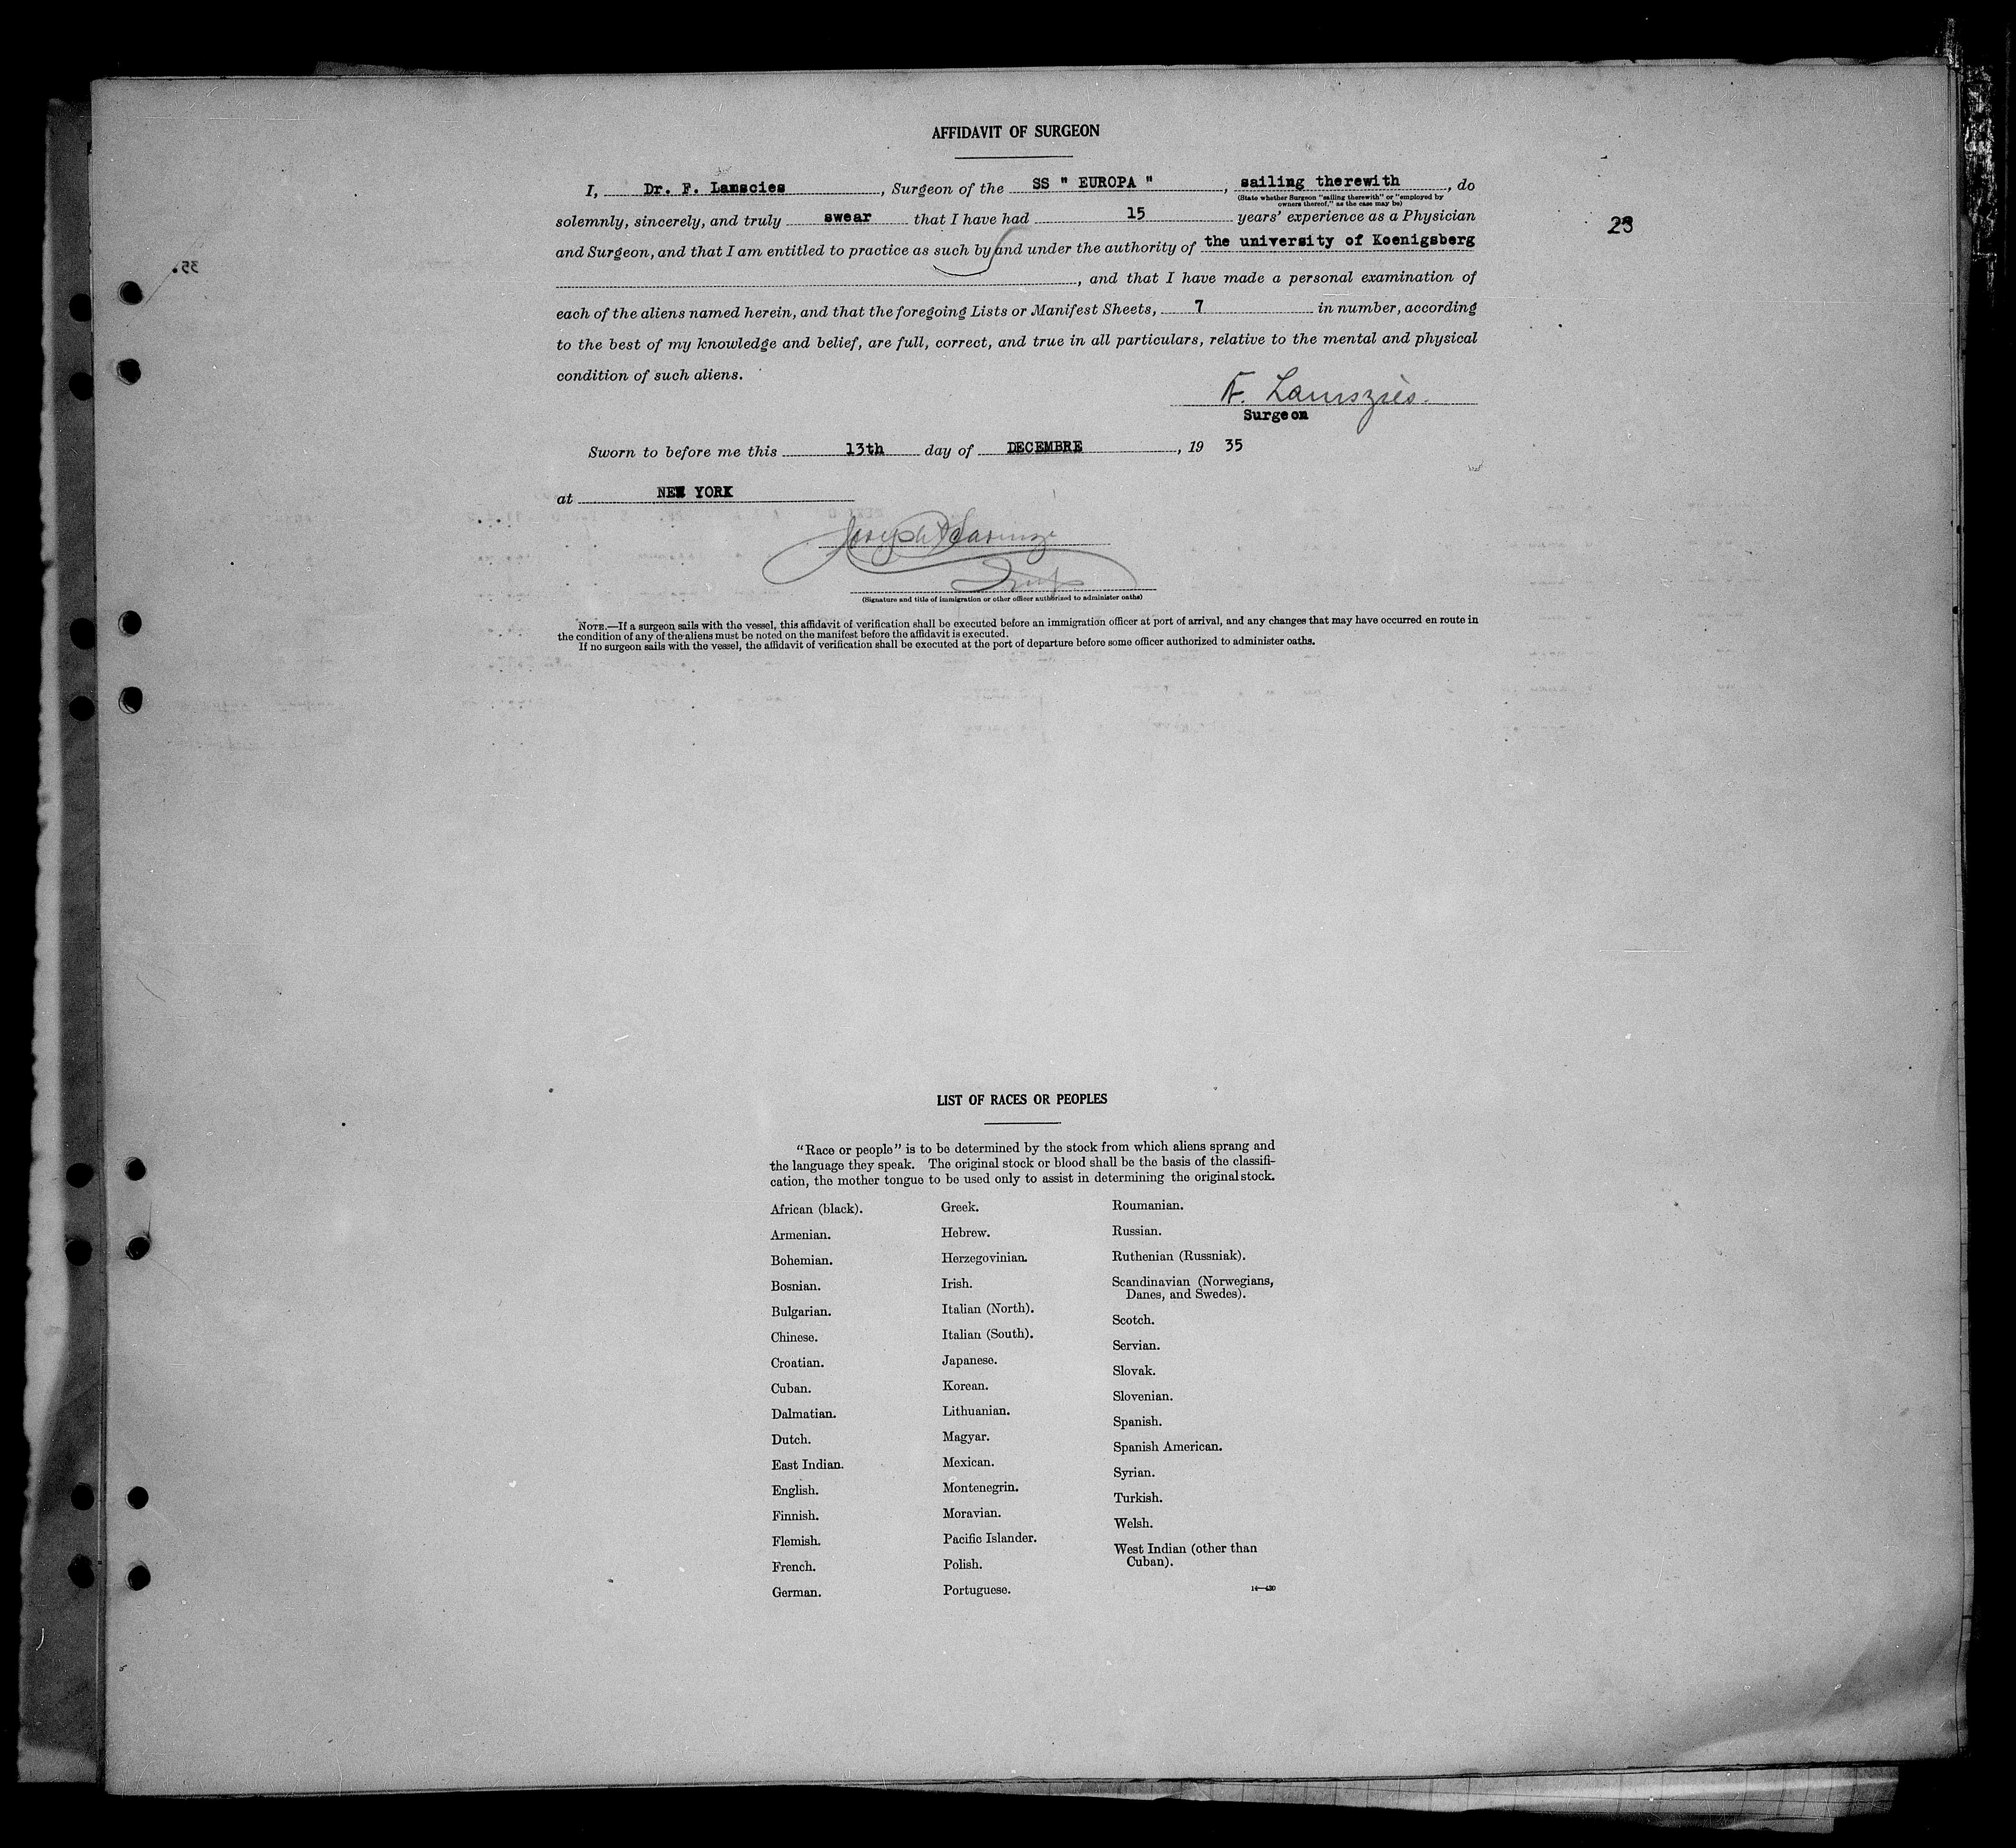 AFFIDAVIT OF SURGEON
I, Dr. F. Lanscies, Surgeon of the SS " EUROPA ", sailing therewith, do
(State whether Surgeon "sailing therewith" or "employed by
owners thereof," as the case may be)
solemnly, sincerely, and truly swear that I have had 15 years' experience as a Physician
23
and Surgeon, and that I am entitled to practice as such by and under the authority of the university of Koenigsberg
, and that I have made a personal examination of
each of the aliens named herein, and that the foregoing Lists or Manifest Sheets, 7 in number, according
to the best of my knowledge and belief, are full, correct, and true in all particulars, relative to the mental and physical
condition of such aliens.
F.
Surgeon
Sworn to before me this 13th day of DECEMBRE, 19 35
at NEW YORK
Joseph
(Signature and title of immigration or other officer authorized to administer oaths)
NOTE.—If a surgeon sails with the vessel, this affidavit of verification shall be executed before an immigration officer at port of arrival, and any changes that may have occurred en route in
the condition of any of the aliens must be noted on the manifest before the affidavit is executed.
If no surgeon sails with the vessel, the affidavit of verification shall be executed at the port of departure before some officer authorized to administer oaths.
LIST OF RACES OR PEOPLES
"Race or people" is to be determined by the stock from which aliens sprang and
the language they speak. The original stock or blood shall be the basis of the classifi-
cation, the mother tongue to be used only to assist in determining the original stock.
African (black).
Armenian.
Bohemian.
Bosnian.
Bulgarian.
Chinese.
Croatian.
Cuban.
Dalmatian.
Dutch.
East Indian.
English.
Finnish.
Flemish.
French.
German.
Greek.
Hebrew.
Herzegovinian.
Irish.
Italian (North).
Italian (South).
Japanese.
Korean.
Lithuanian.
Magyar.
Mexican.
Montenegrin.
Moravian.
Pacific Islander.
Polish.
Portuguese.
Roumanian.
Russian.
Ruthenian (Russniak).
Scandinavian (Norwegians,
Danes, and Swedes).
Scotch.
Servian.
Slovak.
Slovenian.
Spanish.
Spanish American.
Syrian.
Turkish.
Welsh.
West Indian (other than
Cuban).
14—430